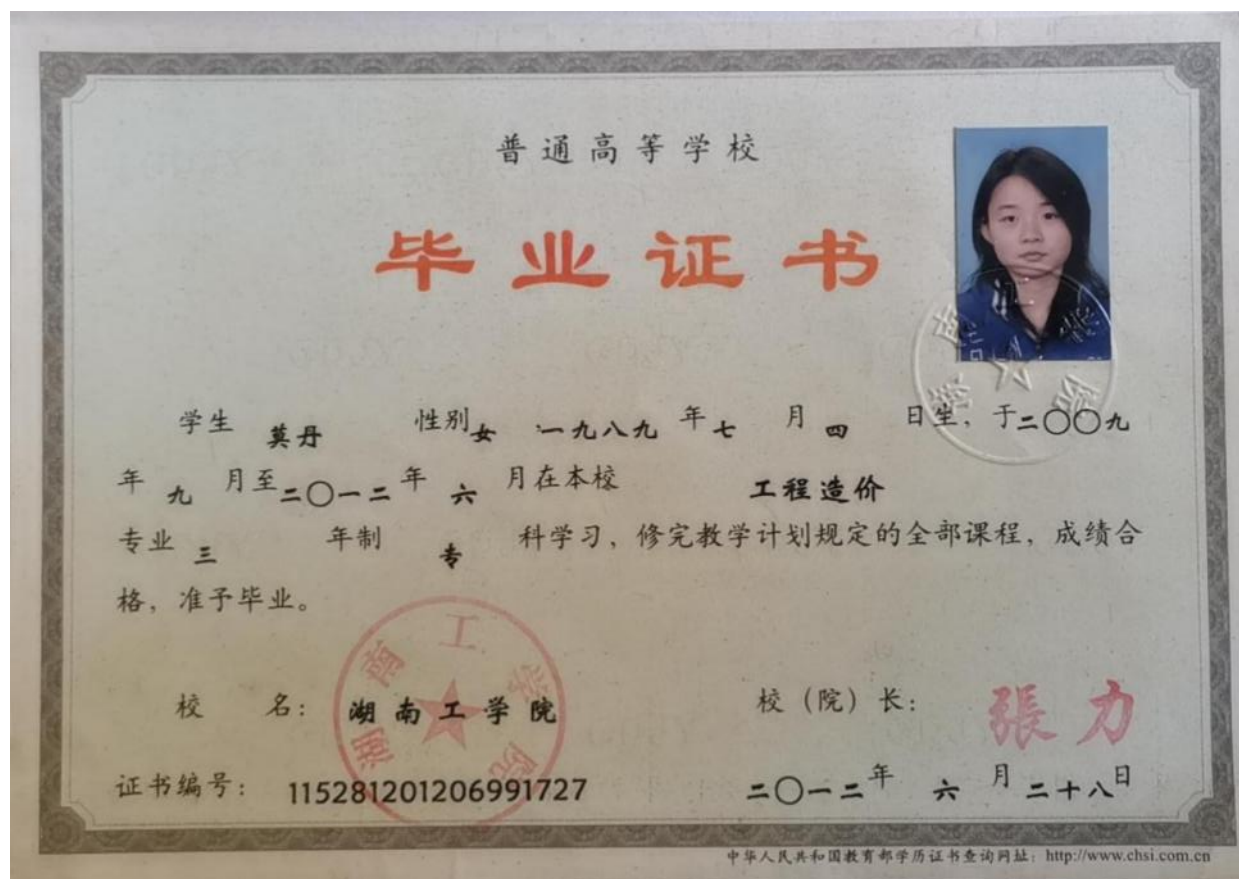 普通高等学校
毕业证书
学生 莫丹 性别 女 一九八九 年 七 月 四 日生，于二〇〇九
年 九 月至二〇一二年 六 月在本校 工程造价
专业 三 年制 专 科学习，修完教学计划规定的全部课程，成绩合
格，准予毕业。
校 名：湖南工学院
校（院）长：張力
证书编号：115281201206991727
二〇一二年 六 月二十八日
湖南工学院
中华人民共和国教育部学历证书查询网址：http://www.chsi.com.cn